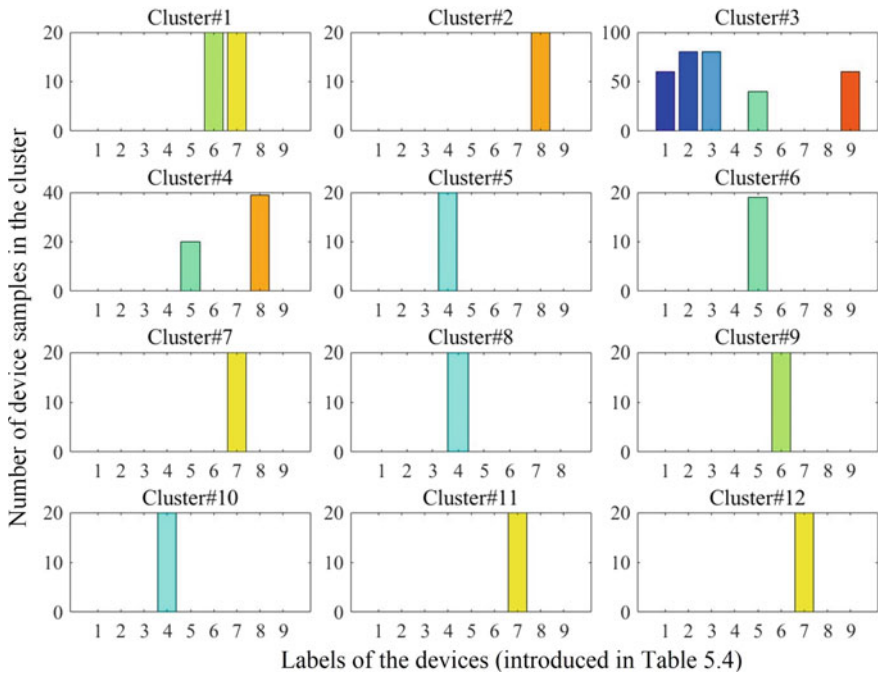 Cluster#1
Cluster#2
Cluster#3
20
10
0
1 2 3 4 5 6 7 8 9
20
10
0
1 2 3 4 5 6 7 8 9
100
50
0
1 2 3 4 5 6 7 8 9
Cluster#4
Cluster#5
Cluster#6
40
20
0
1 2 3 4 5 6 7 8 9
20
10
0
1 2 3 4 5 6 7 8 9
20
10
0
1 2 3 4 5 6 7 8 9
Cluster#7
Cluster#8
Cluster#9
20
10
0
1 2 3 4 5 6 7 8 9
20
10
0
1 2 3 4 5 6 7 8
20
10
0
1 2 3 4 5 6 7 8 9
Cluster#10
Cluster#11
Cluster#12
20
10
0
1 2 3 4 5 6 7 8 9
20
10
0
1 2 3 4 5 6 7 8 9
20
10
0
1 2 3 4 5 6 7 8 9
Number of device samples in the cluster
Labels of the devices (introduced in Table 5.4)